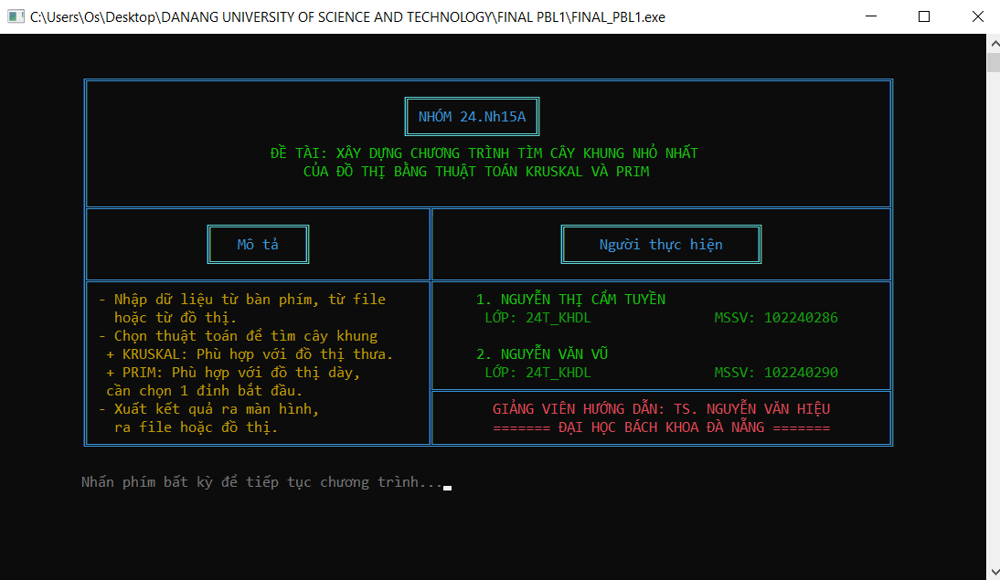 C:\Users\Os\Desktop\DANANG UNIVERSITY OF SCIENCE AND TECHNOLOGY\FINAL PBL1\FINAL_PBL1.exe
NHÓM 24.Nh15A
ĐỀ TÀI: XÂY DỰNG CHƯƠNG TRÌNH TÌM CÂY KHUNG NHỎ NHẤT
CỦA ĐỒ THỊ BẰNG THUẬT TOÁN KRUSKAL VÀ PRIM
Mô tả
- Nhập dữ liệu từ bàn phím, từ file
hoặc từ đồ thị.
- Chọn thuật toán để tìm cây khung
+ KRUSKAL: Phù hợp với đồ thị thưa.
+ PRIM: Phù hợp với đồ thị dày,
cần chọn 1 đỉnh bắt đầu.
- Xuất kết quả ra màn hình,
ra file hoặc đồ thị.
Người thực hiện
1. NGUYỄN THỊ CẨM TUYỀN
LỚP: 24T_KHDL MSSV: 102240286
2. NGUYỄN VĂN VŨ
LỚP: 24T_KHDL MSSV: 102240290
GIẢNG VIÊN HƯỚNG DẪN: TS. NGUYỄN VĂN HIỆU
======= ĐẠI HỌC BÁCH KHOA ĐÀ NẴNG =======
Nhấn phím bất kỳ để tiếp tục chương trình...